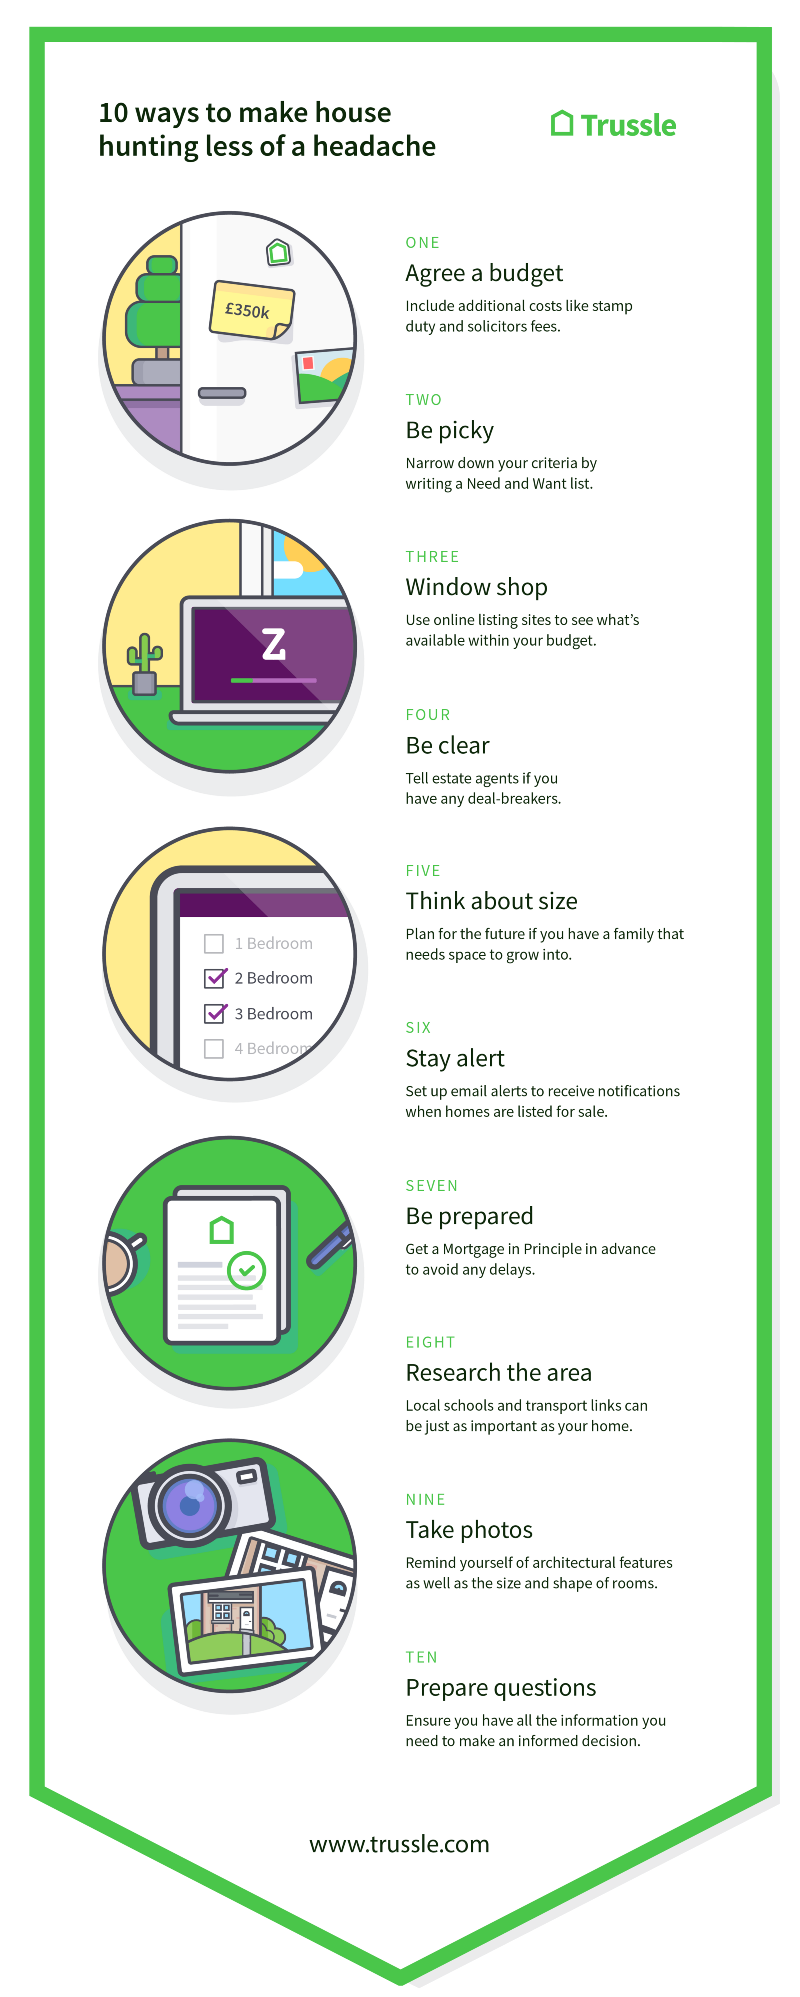 10 ways to make house
hunting less of a headache
Trussle
£350k
ONE
Agree a budget
Include additional costs like stamp
duty and solicitors fees.
TWO
Be picky
Narrow down your criteria by
writing a Need and Want list.
Z
THREE
Window shop
Use online listing sites to see what’s
available within your budget.
FOUR
Be clear
Tell estate agents if you
have any deal-breakers.
1 Bedroom
2 Bedroom
3 Bedroom
4 Bedroom
FIVE
Think about size
Plan for the future if you have a family that
needs space to grow into.
SIX
Stay alert
Set up email alerts to receive notifications
when homes are listed for sale.
SEVEN
Be prepared
Get a Mortgage in Principle in advance
to avoid any delays.
EIGHT
Research the area
Local schools and transport links can
be just as important as your home.
NINE
Take photos
Remind yourself of architectural features
as well as the size and shape of rooms.
TEN
Prepare questions
Ensure you have all the information you
need to make an informed decision.
www.trussle.com